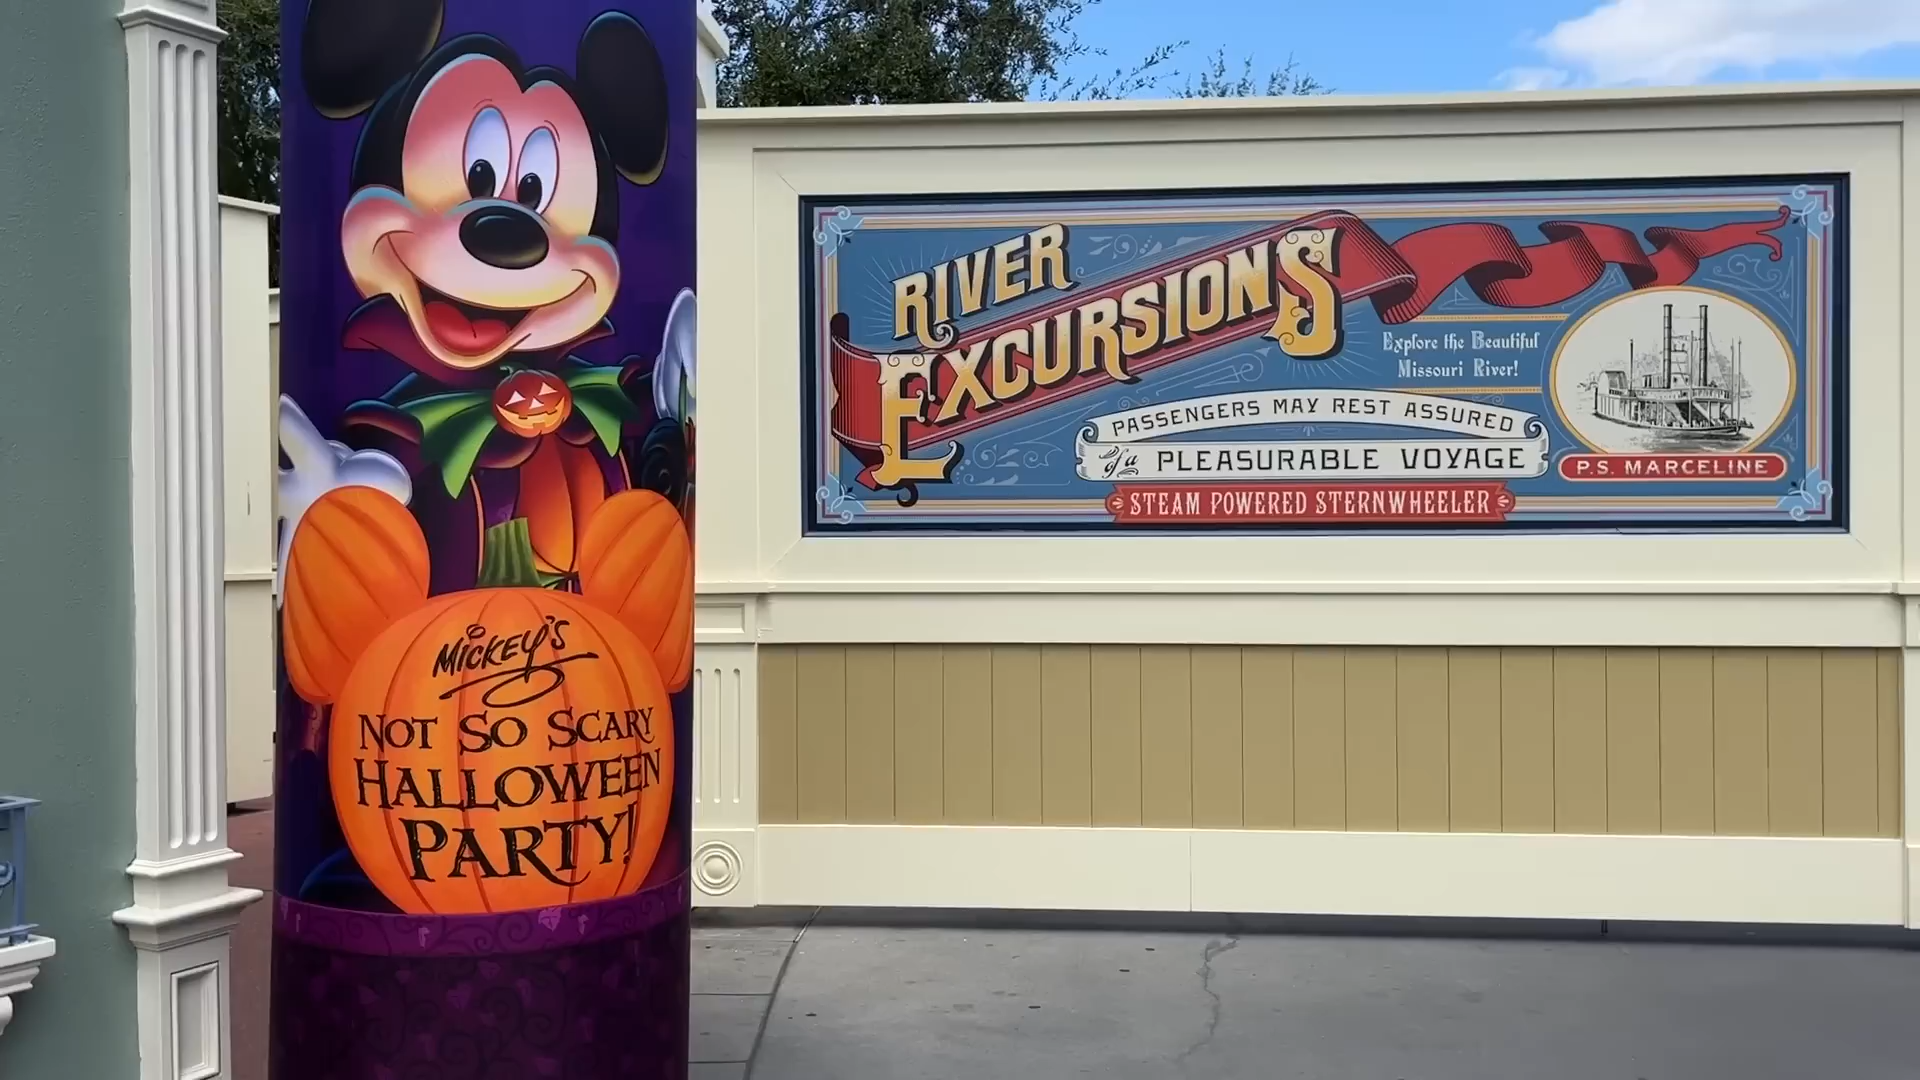 Mickey's
Not So Scary
Halloween
Party!
RIVER
EXCURSIONS
Explore the Beautiful
Missouri River!
PASSENGERS MAY REST ASSURED
of a PLEASURABLE VOYAGE
STEAM POWERED STERNWHEELER
P.S. MARCELINE